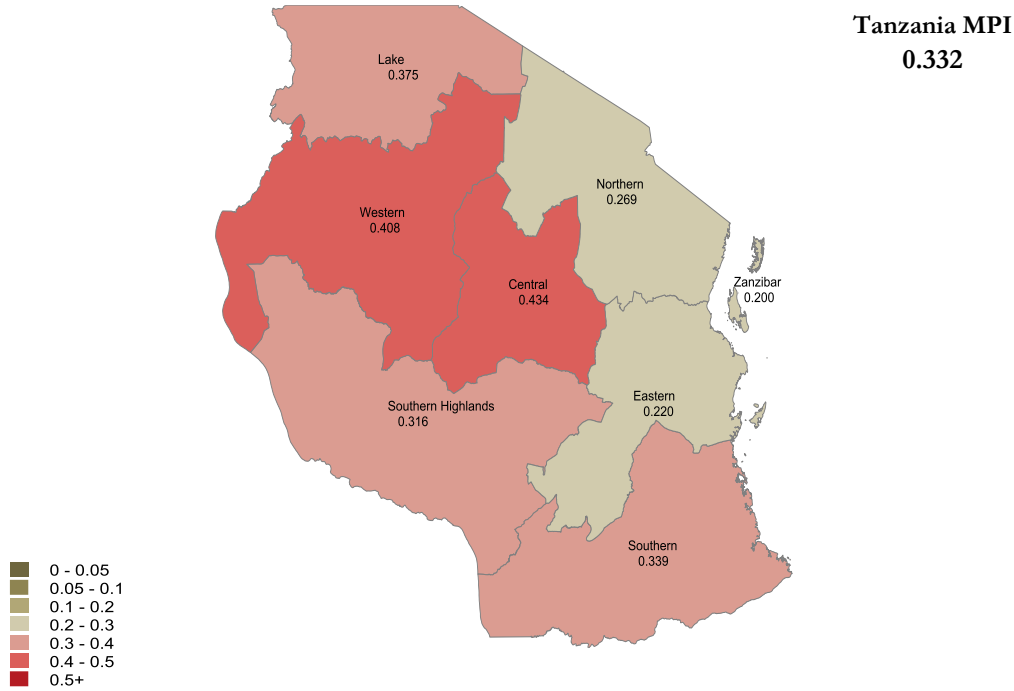 Tanzania MPI
0.332
Lake
0.375
Northern
0.269
Western
0.408
Central
0.434
Zanzibar
0.200
Eastern
0.220
Southern Highlands
0.316
Southern
0.339
0 - 0.05
0.05 - 0.1
0.1 - 0.2
0.2 - 0.3
0.3 - 0.4
0.4 - 0.5
0.5+